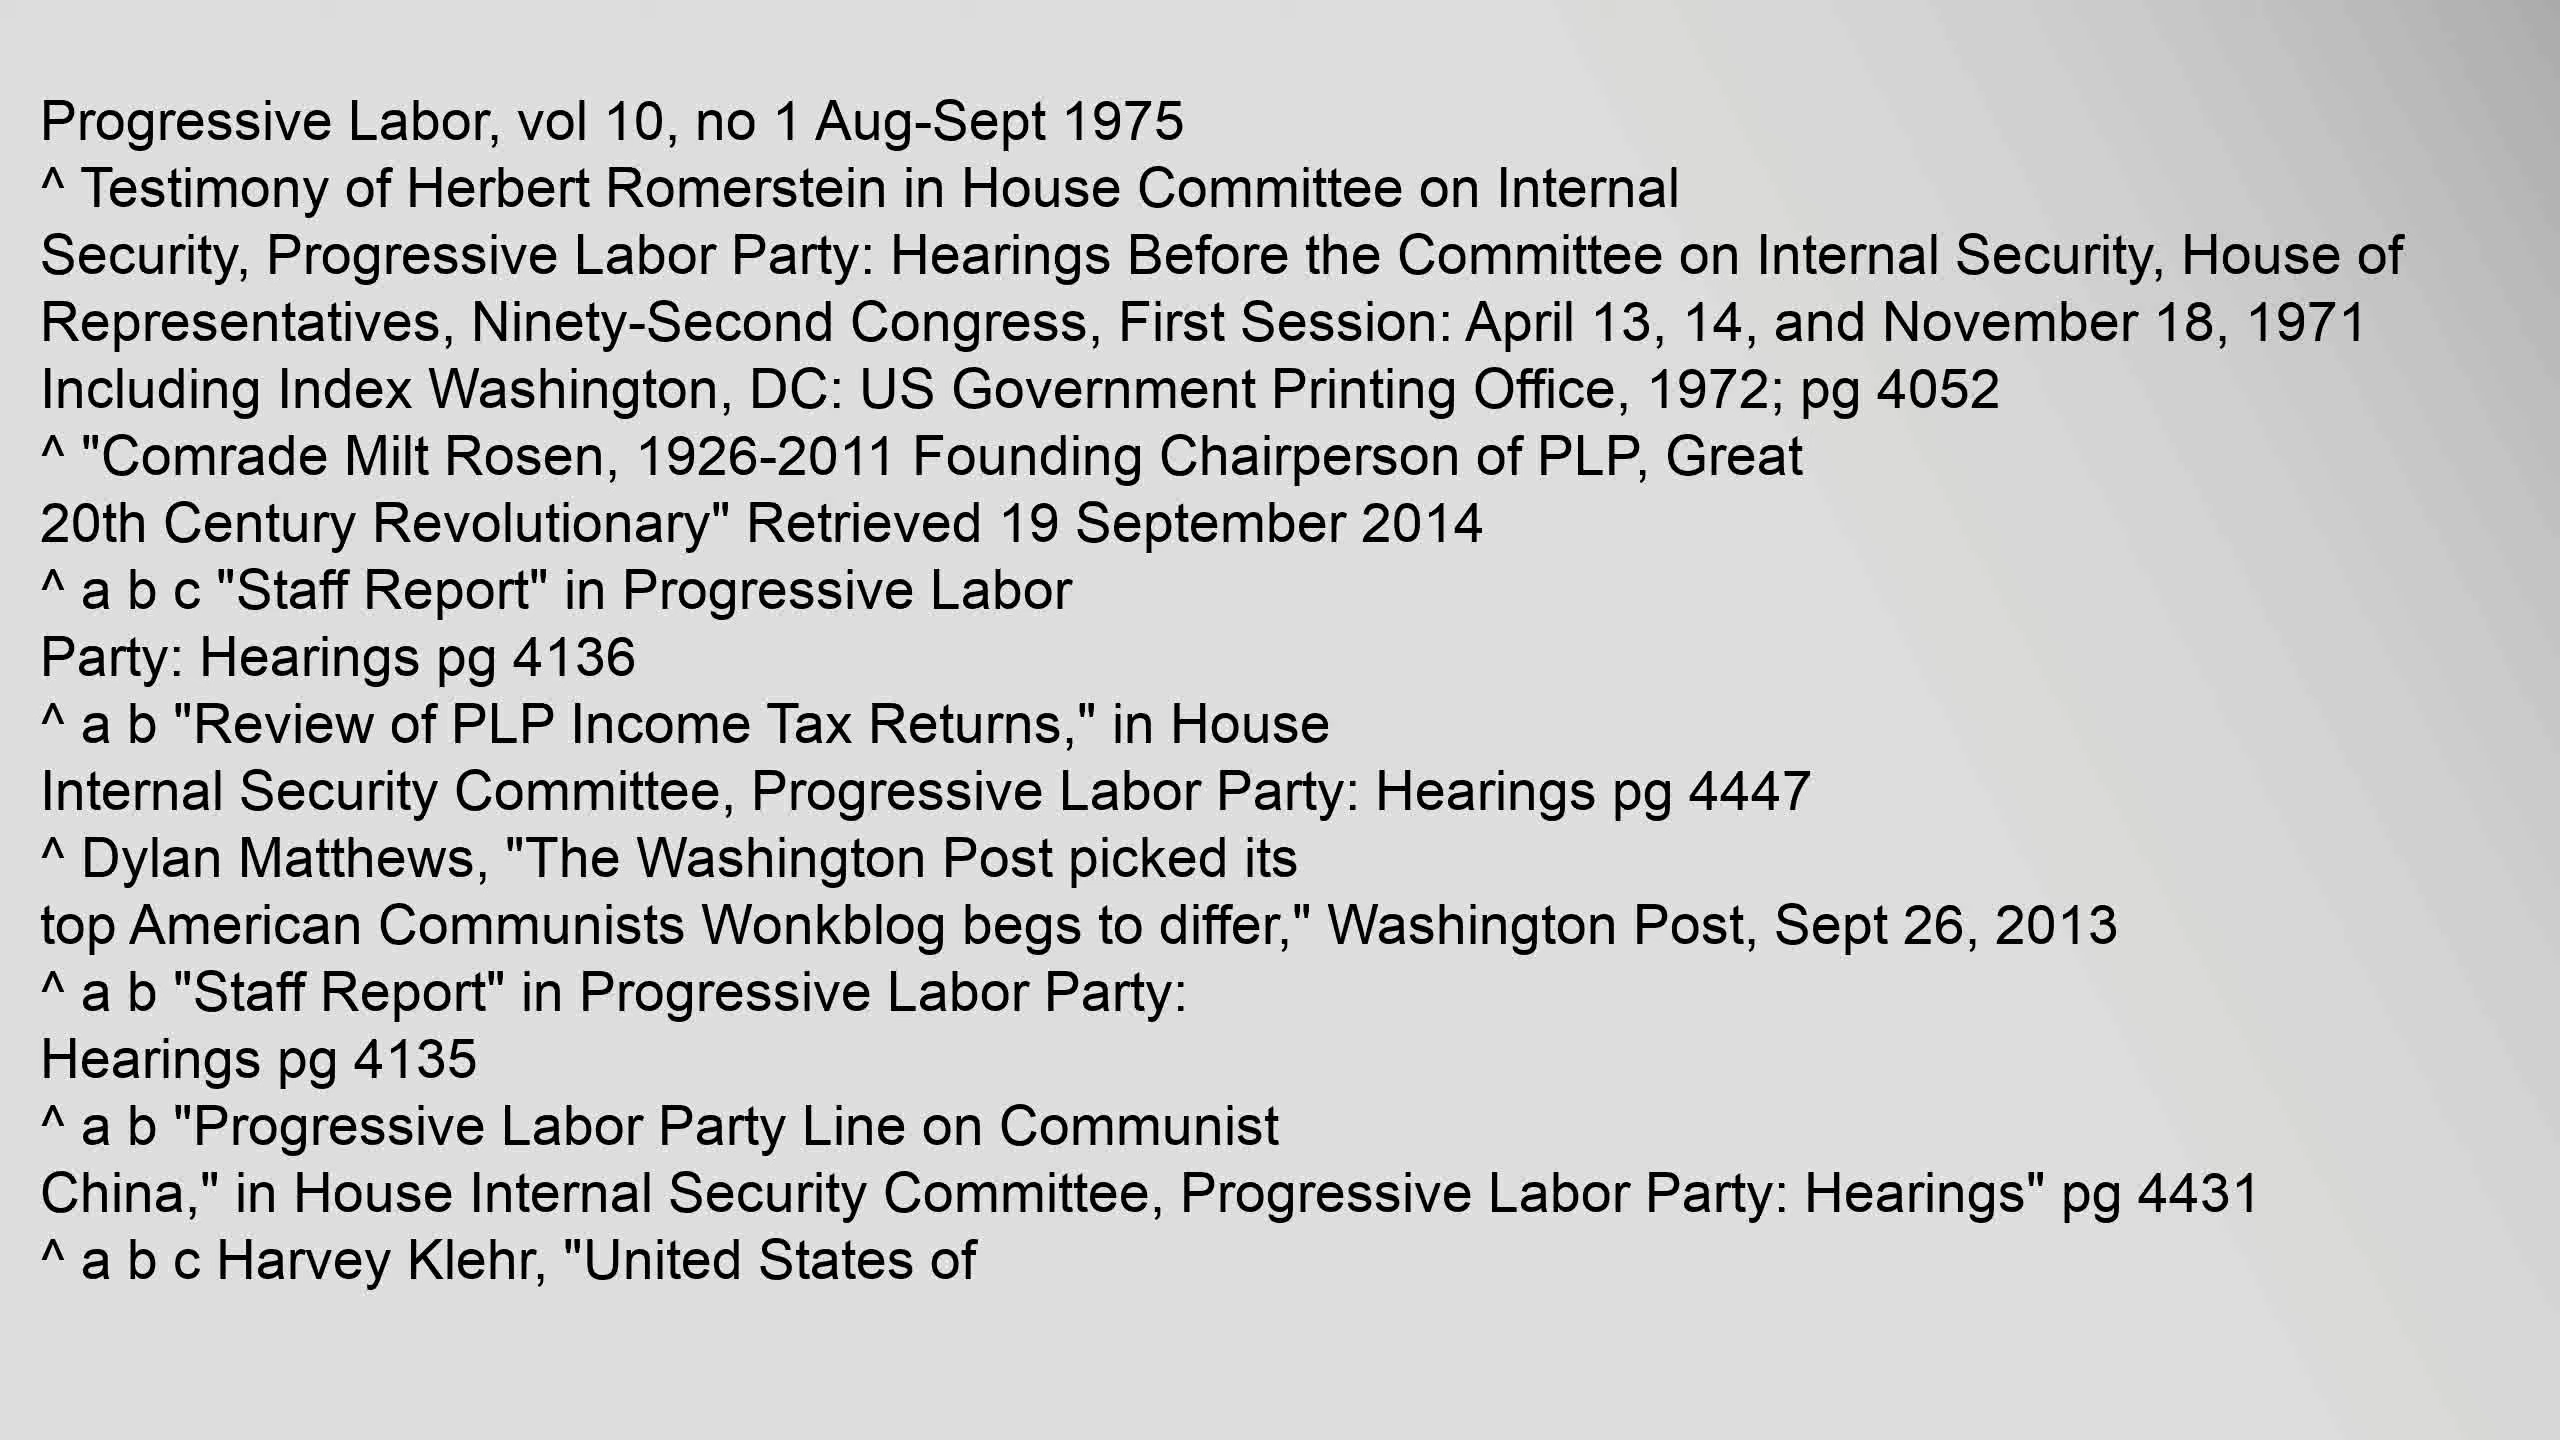 Progressive Labor, vol 10, no 1 Aug-Sept 1975
^ Testimony of Herbert Romerstein in House Committee on Internal
Security, Progressive Labor Party: Hearings Before the Committee on Internal Security, House of
Representatives, Ninety-Second Congress, First Session: April 13, 14, and November 18, 1971
Including Index Washington, DC: US Government Printing Office, 1972; pg 4052
^ "Comrade Milt Rosen, 1926-2011 Founding Chairperson of PLP, Great
20th Century Revolutionary" Retrieved 19 September 2014
^ a b c "Staff Report" in Progressive Labor
Party: Hearings pg 4136
^ a b "Review of PLP Income Tax Returns," in House
Internal Security Committee, Progressive Labor Party: Hearings pg 4447
^ Dylan Matthews, "The Washington Post picked its
top American Communists Wonkblog begs to differ," Washington Post, Sept 26, 2013
^ a b "Staff Report" in Progressive Labor Party:
Hearings pg 4135
^ a b "Progressive Labor Party Line on Communist
China," in House Internal Security Committee, Progressive Labor Party: Hearings" pg 4431
^ a b c Harvey Klehr, "United States of